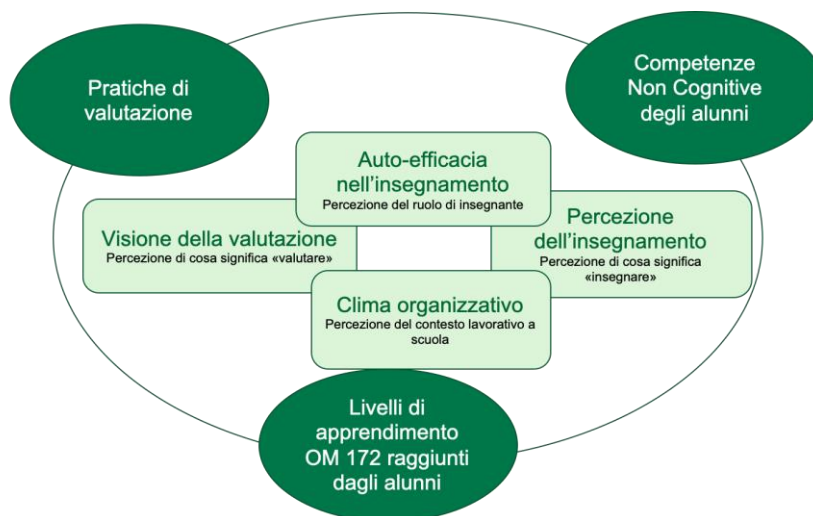 Pratiche di
valutazione
Competenze
Non Cognitive
degli alunni
Auto-efficacia
nell’insegnamento
Percezione del ruolo di insegnante
Visione della valutazione
Percezione di cosa significa «valutare»
Percezione
dell’insegnamento
Percezione di cosa significa
«insegnare»
Clima organizzativo
Percezione del contesto lavorativo a
scuola
Livelli di
apprendimento
OM 172 raggiunti
dagli alunni